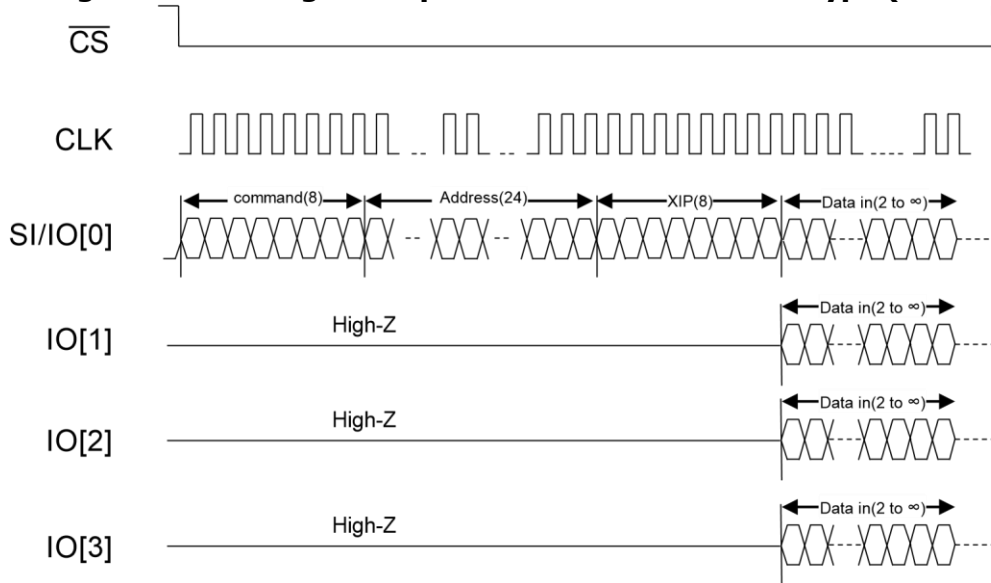 CS
CLK
command(8) Address(24) XIP(8) Data in(2 to ∞)
SI/IO[0]
Data in(2 to ∞)
High-Z
IO[1]
Data in(2 to ∞)
High-Z
IO[2]
Data in(2 to ∞)
High-Z
IO[3]